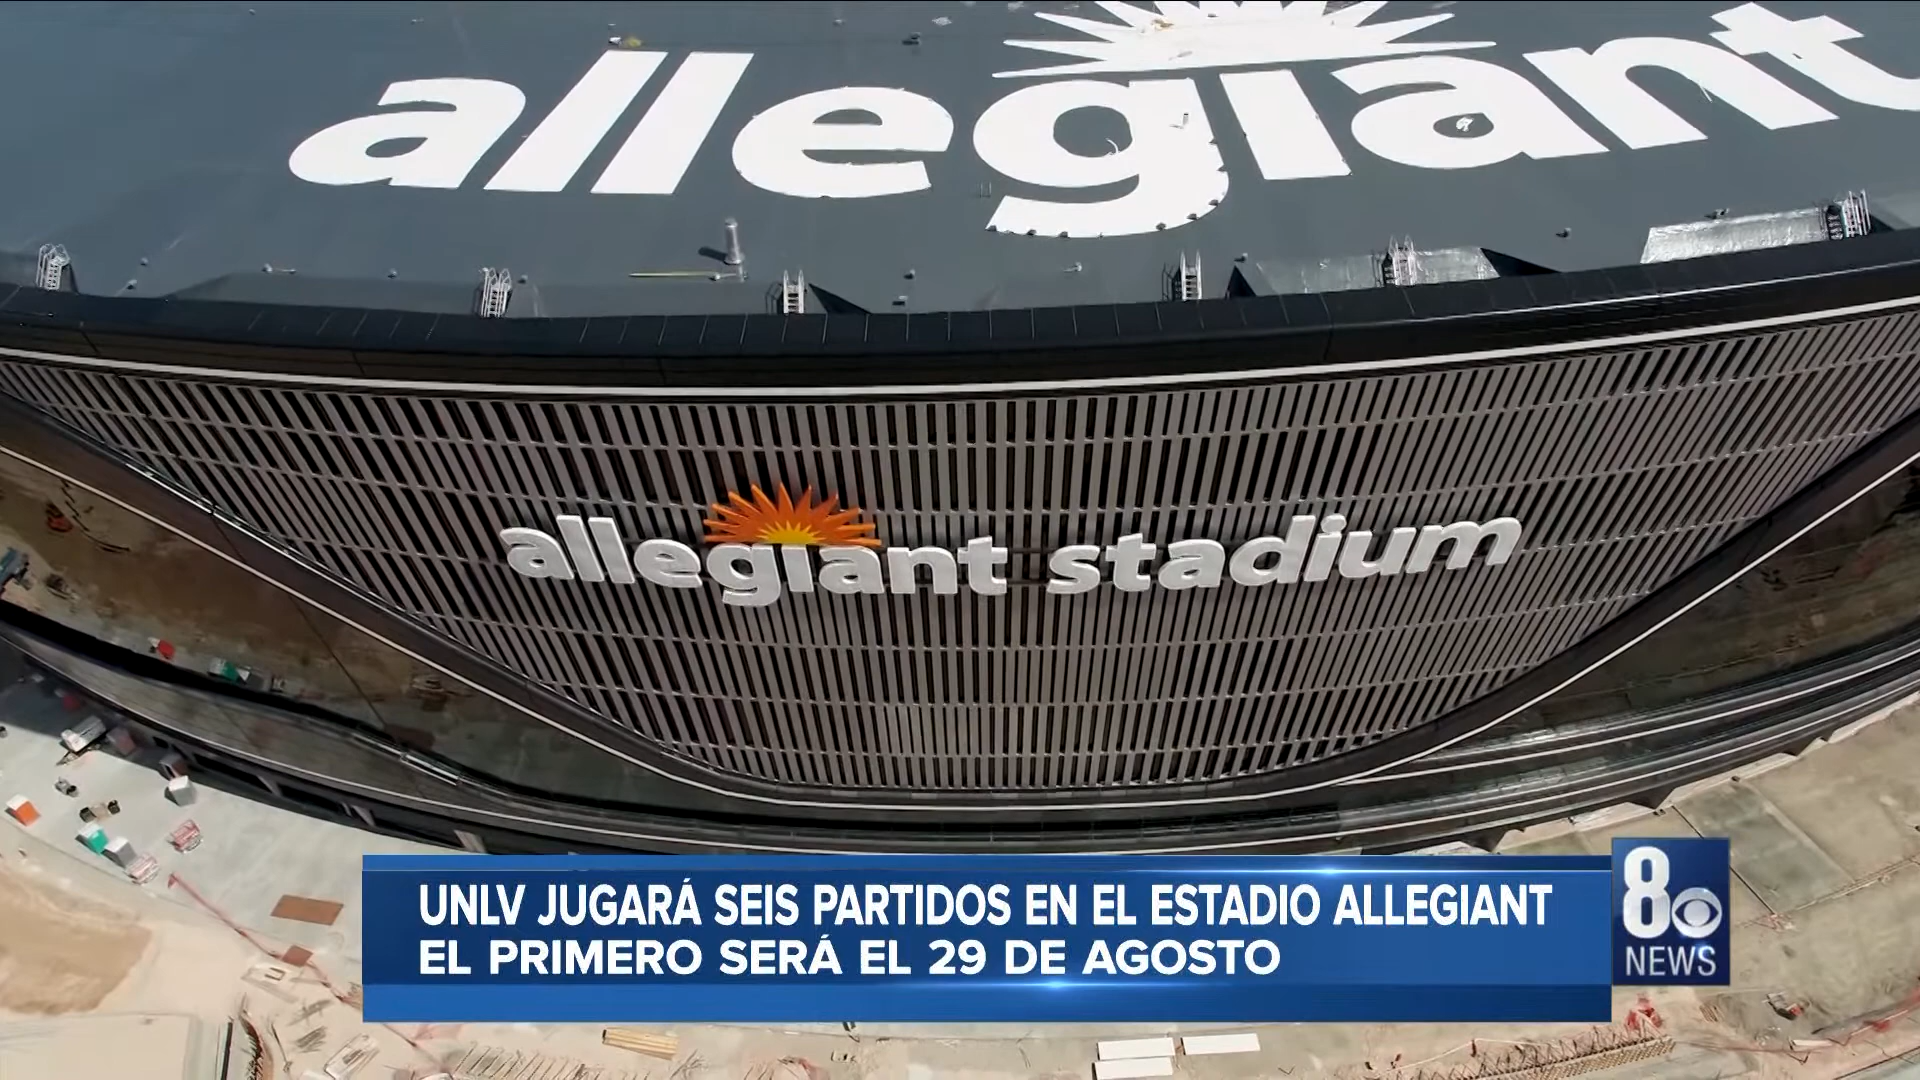 allegiant
allegiant stadium
UNLV JUGARÁ SEIS PARTIDOS EN EL ESTADIO ALLEGIANT
EL PRIMERO SERÁ EL 29 DE AGOSTO
8
NEWS